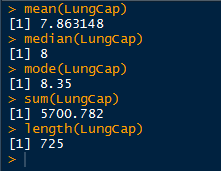 > mean(LungCap)
[1] 7.863148
> median(LungCap)
[1] 8
> mode(LungCap)
[1] 8.35
> sum(LungCap)
[1] 5700.782
> length(LungCap)
[1] 725
>